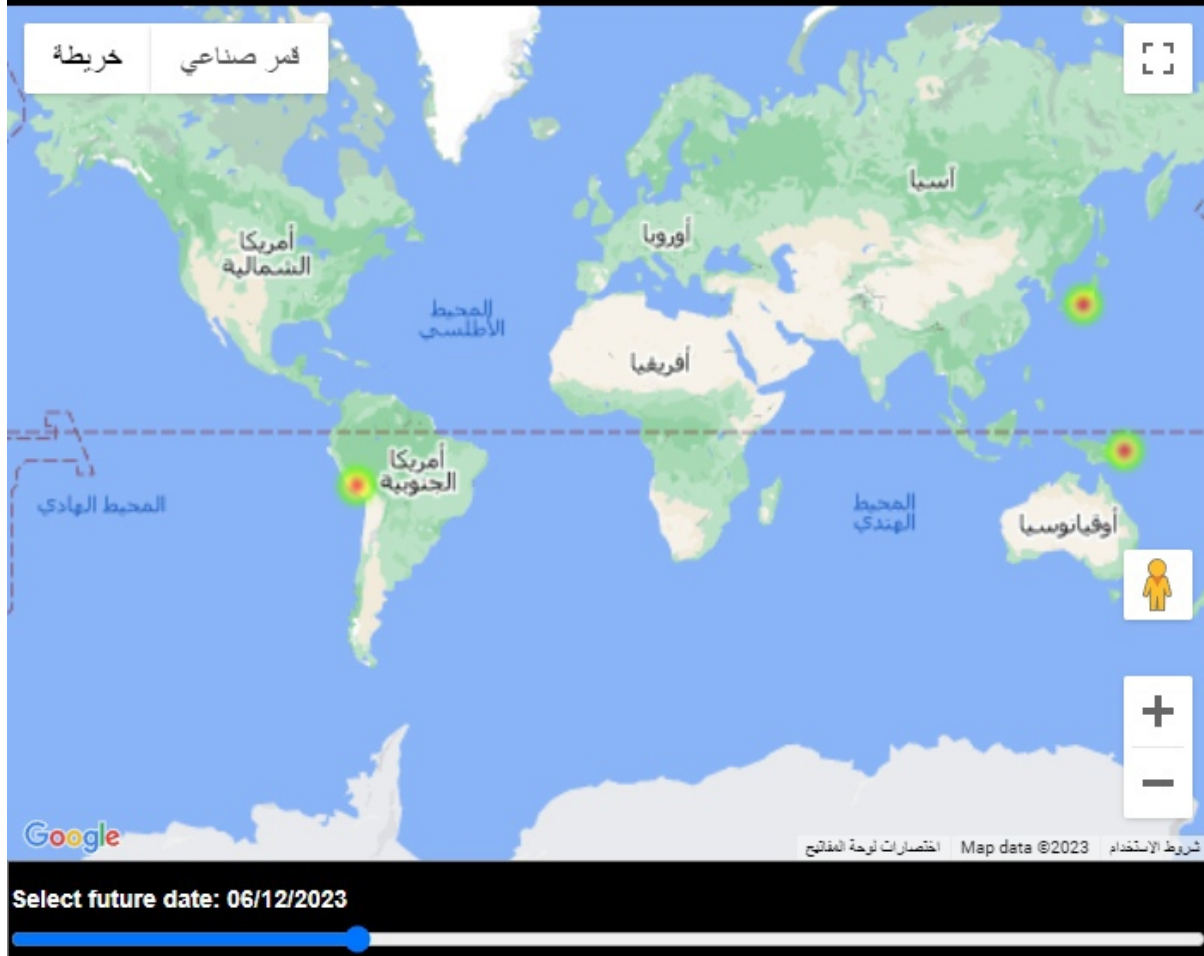 خريطة
قمر صناعي
آسيا
أوروبا
أمريكا
الشمالية
المحيط
الأطلسي
أفريقيا
أمريكا
الجنوبية
المحيط الهادي
المحيط
الهندي
أوقيانوسيا
Google
اختصارات لوحة المفاتيح
Map data ©2023
شروط الاستخدام
Select future date: 06/12/2023